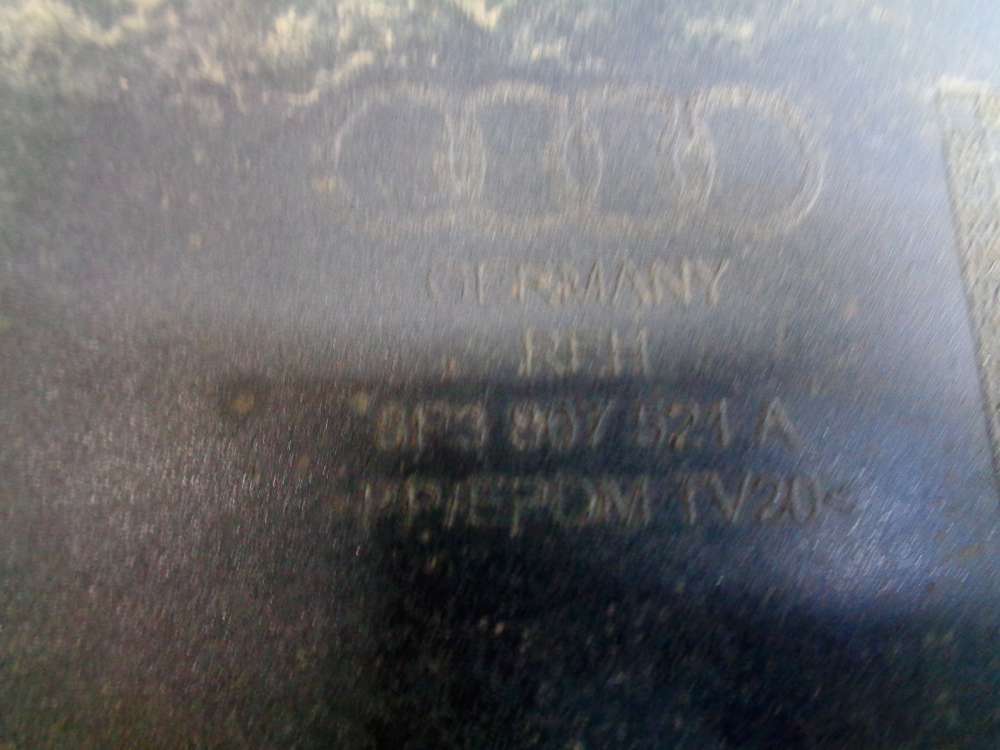 GERMANY
REH
8P3 807 521 A
>PP/EPDM TV20<